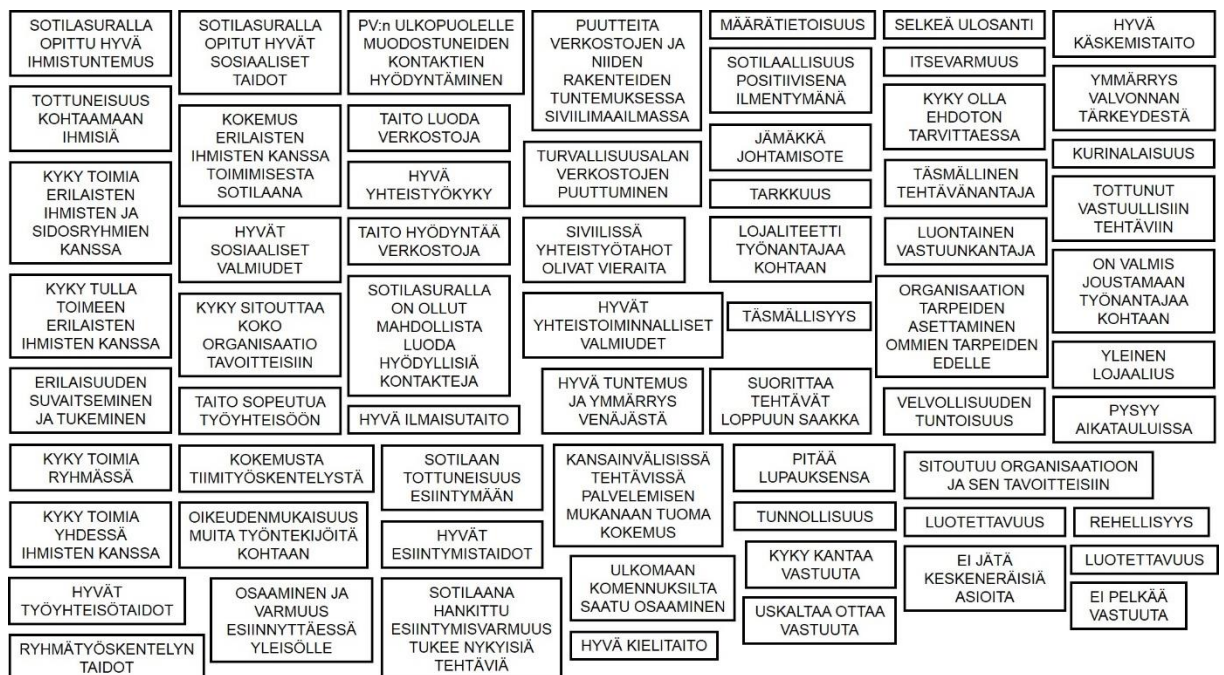 SOTILASURALLA
OPITTU HYVÄ
IHMISTUNTEMUS
TOTTUNEISUUS
KOHTAAMAAN
IHMISIÄ
KYKY TOIMIA
ERILAISTEN
IHMISTEN JA
SIDOSRYHMIEN
KANSSA
KYKY TULLA
TOIMEEN
ERILAISTEN
IHMISTEN KANSSA
ERILAISUUDEN
SUVAITSEMINEN
JA TUKEMINEN
KYKY TOIMIA
RYHMÄSSÄ
KYKY TOIMIA
YHDESSÄ
IHMISTEN KANSSA
HYVÄT
TYÖYHTEISÖTAIDOT
RYHMÄTYÖSKENTELYN
TAIDOT
SOTILASURALLA
OPITUT HYVÄT
SOSIAALISET
TAIDOT
KOKEMUS
ERILAISTEN
IHMISTEN KANSSA
TOIMIMISESTA
SOTILAANA
HYVÄT
SOSIAALISET
VALMIUDET
KYKY SITOUTTAA
KOKO
ORGANISAATIO
TAVOITTEISIIN
TAITO SOPEUTUA
TYÖYHTEISÖÖN
KOKEMUSTA
TIIMITYÖSKENTELYSTÄ
OIKEUDENMUKAISUUS
MUITA TYÖNTEKIJÖITÄ
KOHTAAN
OSAAMINEN JA
VARMUUS
ESIINNYTTÄESSÄ
YLEISÖLLE
PV:n ULKOPUOLELLE
MUODOSTUNEIDEN
KONTAKTIEN
HYÖDYNTÄMINEN
TAITO LUODA
VERKOSTOJA
HYVÄ
YHTEISTYÖKYKY
TAITO HYÖDYNTÄÄ
VERKOSTOJA
SOTILASURALLA
ON OLLUT
MAHDOLLISTA
LUODA
HYÖDYLLISIÄ
KONTAKTEJA
HYVÄ ILMAISUTAITO
SOTILAAN
TOTTUNEISUUS
ESIINTYMÄÄN
HYVÄT
ESIINTYMISTAIDOT
SOTILAANA
HANKITTU
ESIINTYMISVARMUUS
TUKEE NYKYISIÄ
TEHTÄVIÄ
PUUTTEITA
VERKOSTOJEN JA
NIIDEN
RAKENTEIDEN
TUNTEMUKSESSA
SIVIILIMAAILMASSA
TURVALLISUUSALAN
VERKOSTOJEN
PUUTTUMINEN
SIVIILISSÄ
YHTEISTYÖTAHOT
OLIVAT VIERAITA
HYVÄT
YHTEISTOIMINNALLISET
VALMIUDET
HYVÄ TUNTEMUS
JA YMMÄRRYS
VENÄJÄSTÄ
KANSAINVÄLISISSÄ
TEHTÄVISSÄ
PALVELEMISEN
MUKANAAN TUOMA
KOKEMUS
ULKOMAAN
KOMENNUKSILTA
SAATU OSAAMINEN
HYVÄ KIELITAITO
MÄÄRÄTIETOISUUS
SOTILAALLISUUS
POSITIIVISENA
ILMENTYMÄNÄ
JÄMÄKKÄ
JOHTAMISOTE
TARKKUUS
LOJALITEETTI
TYÖNANTAJAA
KOHTAAN
TÄSMÄLLISYYS
SUORITTAA
TEHTÄVÄT
LOPPUUN SAAKKA
PITÄÄ
LUPAUKSENSA
TUNNOLLISUUS
KYKY KANTAA
VASTUUTA
USKALTAA OTTAA
VASTUUTA
SELKEÄ ULOSANTI
ITSEVARMUUS
KYKY OLLA
EHDOTON
TARVITTAESSA
TÄSMÄLLINEN
TEHTÄVÄNANTAJA
LUONTAINEN
VASTUUNKANTAJA
ORGANISAATION
TARPEIDEN
ASETTAMINEN
OMMIEN TARPEIDEN
EDELLE
VELVOLLISUUDEN
TUNTOISUUS
SITOUTUU ORGANISAATIOON
JA SEN TAVOITTEISIIN
LUOTETTAVUUS
EI JÄTÄ
KESKENERÄISIÄ
ASIOITA
HYVÄ
KÄSKEMISTAITO
YMMÄRRYS
VALVONNAN
TÄRKEYDESTÄ
KURINALAISUUS
TOTTUNUT
VASTUULLISIIN
TEHTÄVIIN
ON VALMIS
JOUSTAMAAN
TYÖNANTAJAA
KOHTAAN
YLEINEN
LOJAALIUS
PYSYY
AIKATAULUISSA
REHELLISYYS
LUOTETTAVUUS
EI PELKÄÄ
VASTUUTA